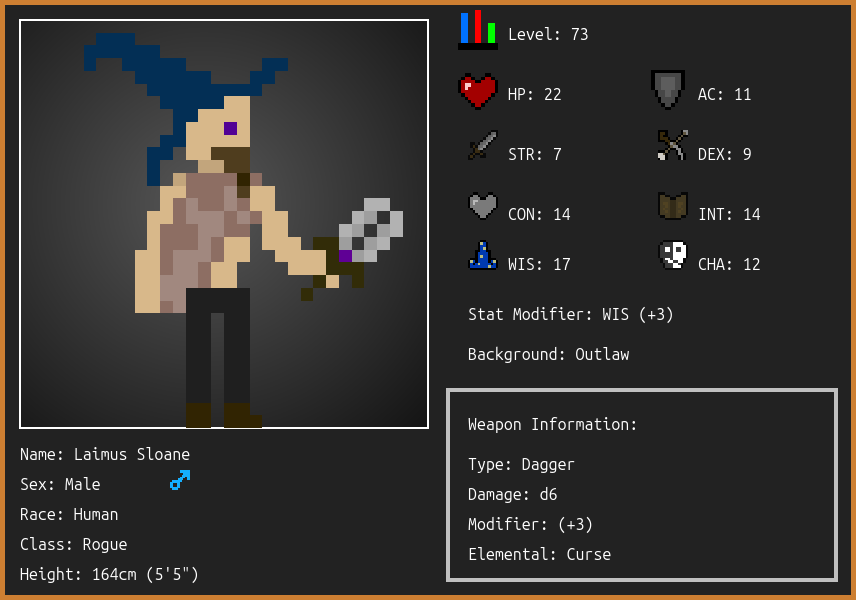 Level: 73
HP: 22
AC: 11
STR: 7
DEX: 9
CON: 14
INT: 14
WIS: 17
CHA: 12
Stat Modifier: WIS (+3)
Background: Outlaw
Weapon Information:
Type: Dagger
Damage: d6
Modifier: (+3)
Elemental: Curse
Name: Laimus Sloane
Sex: Male
Race: Human
Class: Rogue
Height: 164cm (5'5")